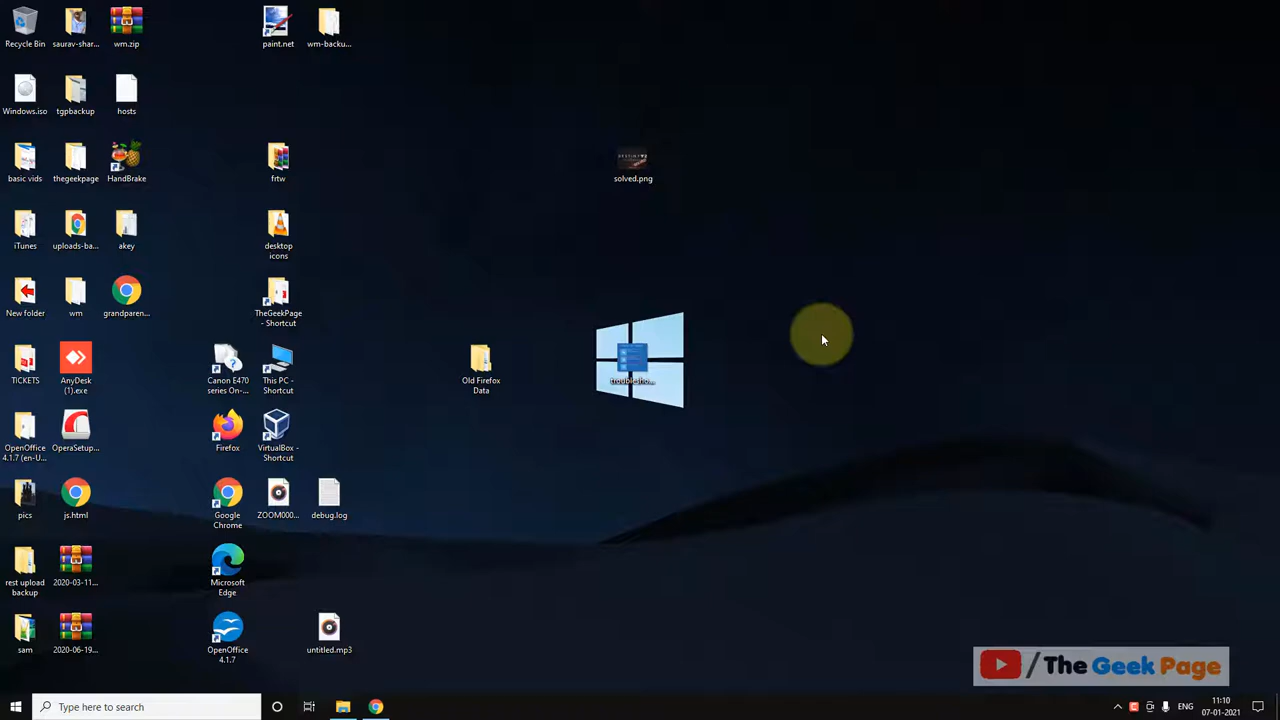 Recycle Bin
saurav-shar...
wm.zip
paint.net
wm-backu...
Windows.iso
tgpbackup
hosts
basic vids
thegeekpage
HandBrake
frtw
solved.png
iTunes
uploads-ba...
akey
desktop
icons
New folder
wm
grandparen...
TheGeekPage
- Shortcut
TICKETS
AnyDesk
(1).exe
Canon E470
series On-...
This PC -
Shortcut
Old Firefox
Data
troublesho...
OpenOffice
4.1.7 (en-U...
OperaSetup...
Firefox
VirtualBox -
Shortcut
pics
js.html
Google
Chrome
ZOOM000...
debug.log
rest upload
backup
2020-03-11...
Microsoft
Edge
sam
2020-06-19...
OpenOffice
4.1.7
untitled.mp3
/ The Geek Page
Type here to search
ENG
11:10
07-01-2021